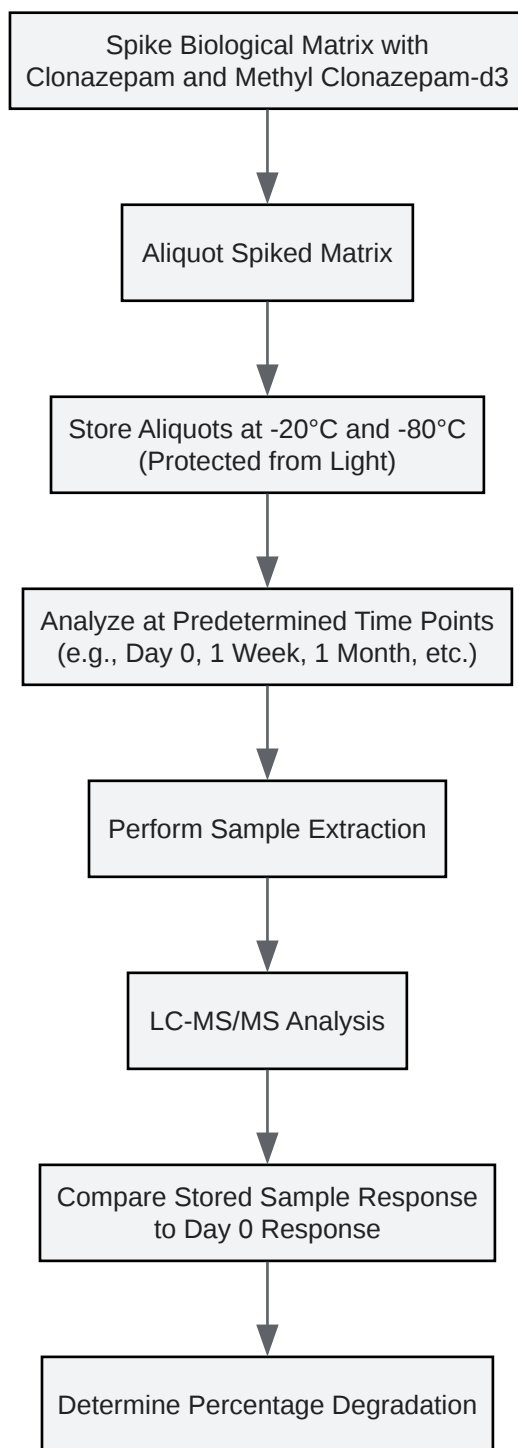 Spike Biological Matrix with
Clonazepam and Methyl Clonazepam-d3
Aliquot Spiked Matrix
Store Aliquots at -20°C and -80°C
(Protected from Light)
Analyze at Predetermined Time Points
(e.g., Day 0, 1 Week, 1 Month, etc.)
Perform Sample Extraction
LC-MS/MS Analysis
Compare Stored Sample Response
to Day 0 Response
Determine Percentage Degradation